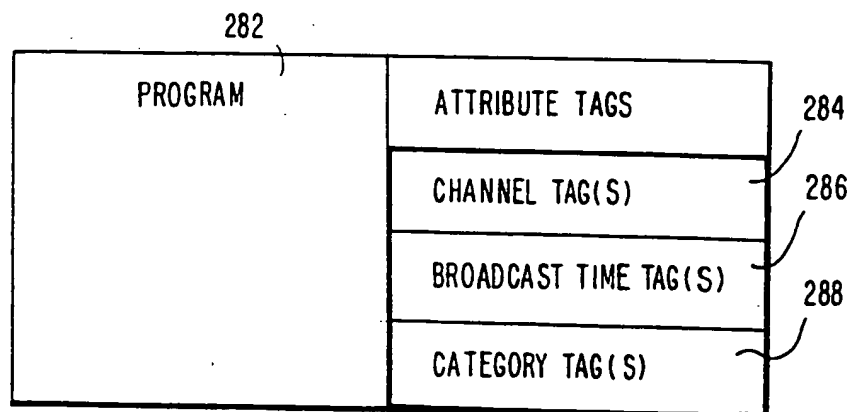 282
PROGRAM
ATTRIBUTE TAGS
284
CHANNEL TAG(S)
286
BROADCAST TIME TAG(S)
288
CATEGORY TAG(S)